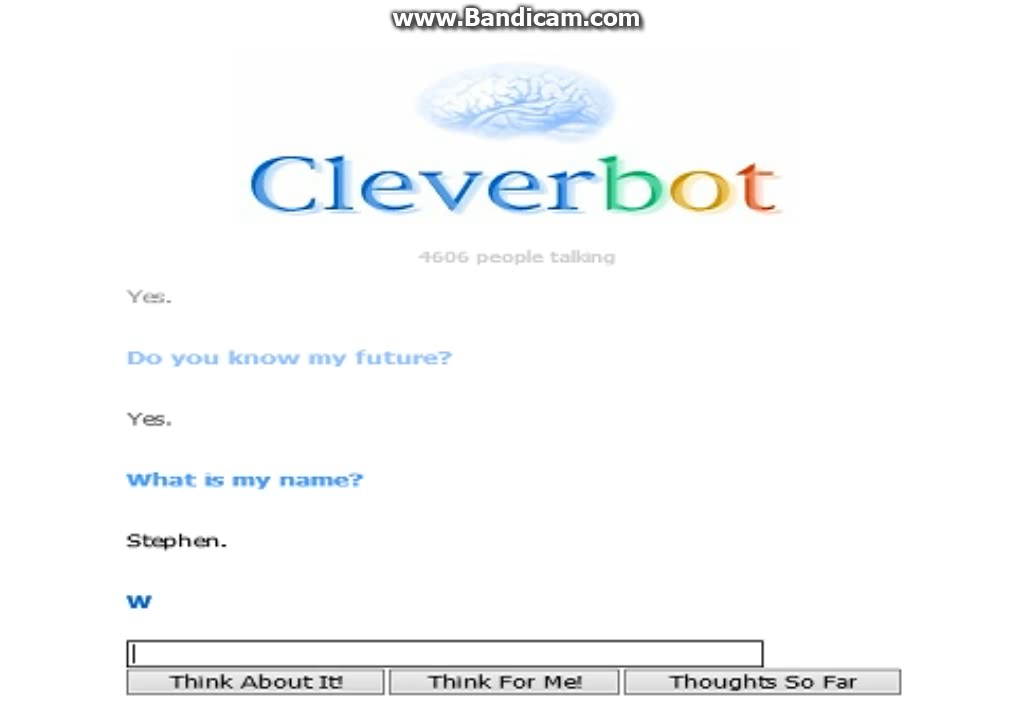 www.Bandicam.com
Cleverbot
4606 people talking
Yes.
Do you know my future?
Yes.
What is my name?
Stephen.
W
Think About It! Think For Me! Thoughts So Far